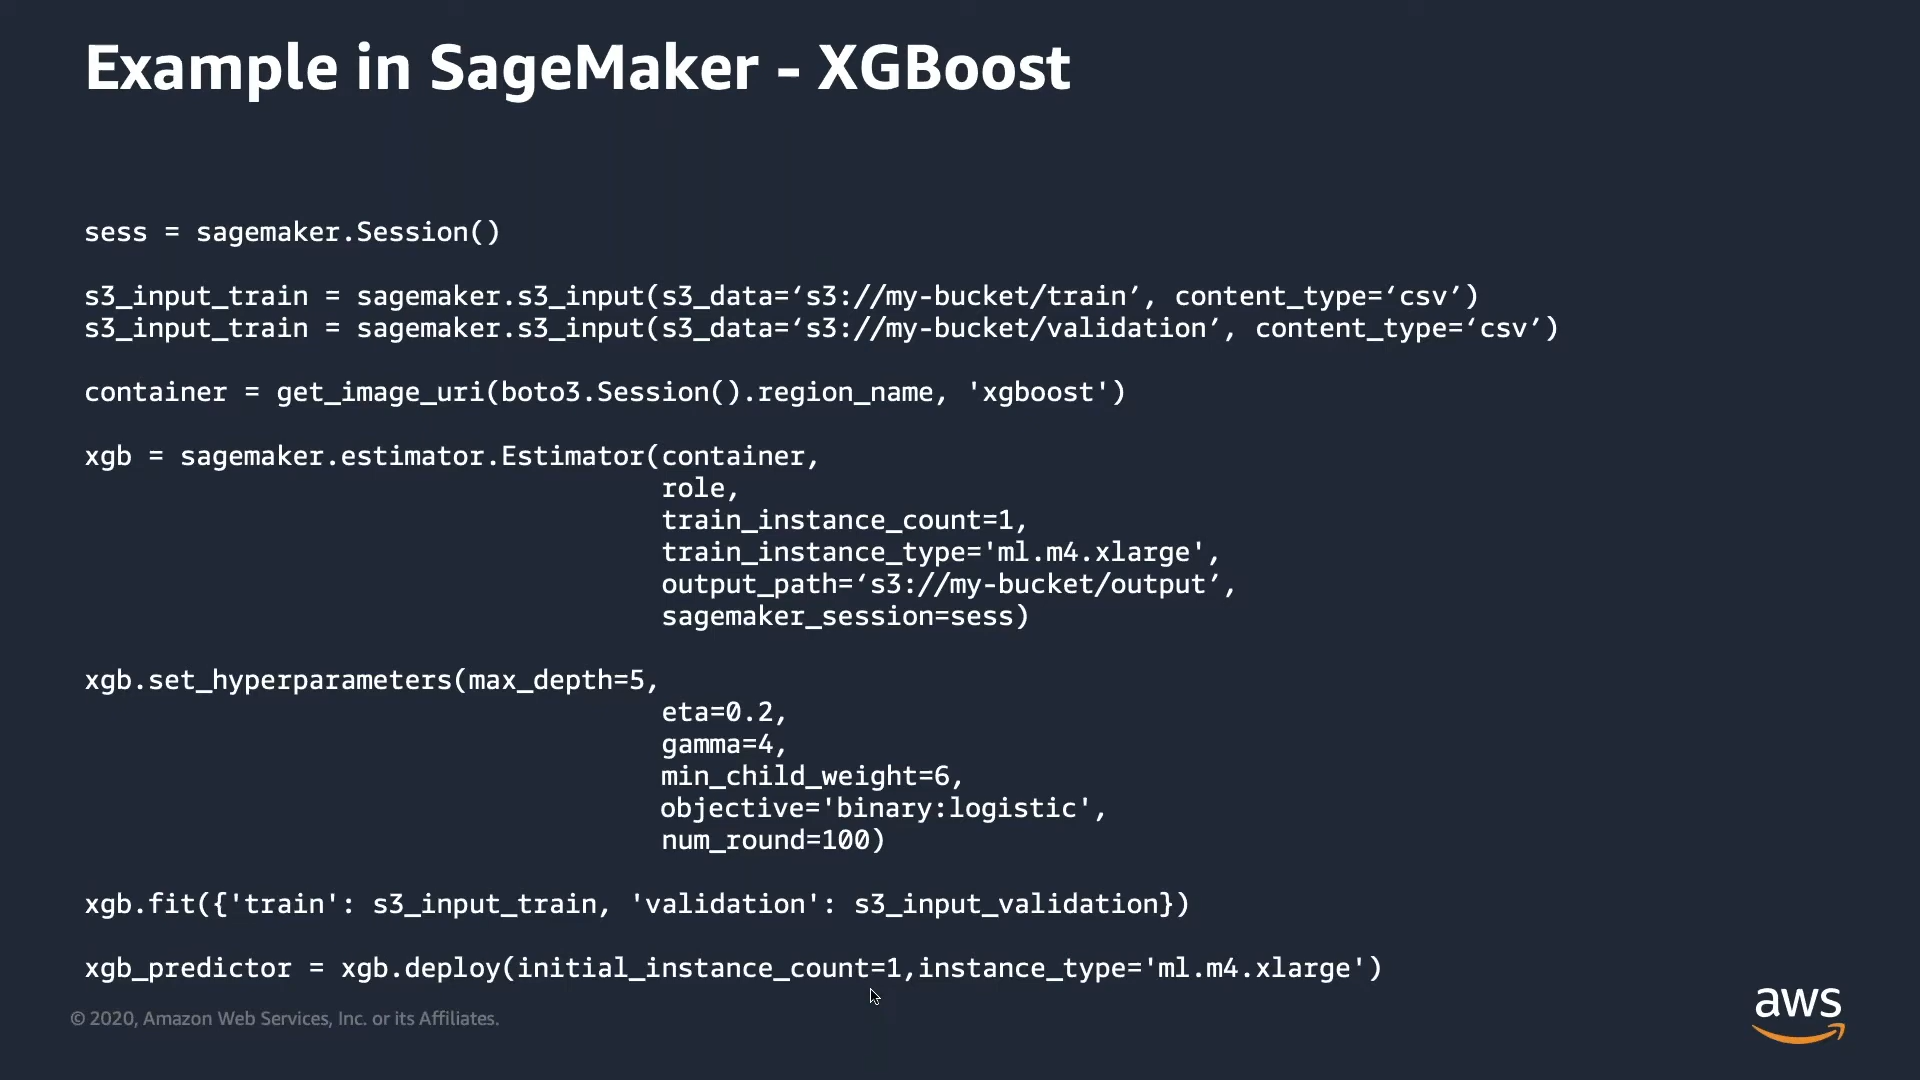 Example in SageMaker - XGBoost
sess = sagemaker.Session()
s3_input_train = sagemaker.s3_input(s3_data=‘s3://my-bucket/train’, content_type=‘csv’)
s3_input_train = sagemaker.s3_input(s3_data=‘s3://my-bucket/validation’, content_type=‘csv’)
container = get_image_uri(boto3.Session().region_name, 'xgboost')
xgb = sagemaker.estimator.Estimator(container,
role,
train_instance_count=1,
train_instance_type='ml.m4.xlarge',
output_path=‘s3://my-bucket/output’,
sagemaker_session=sess)
xgb.set_hyperparameters(max_depth=5,
eta=0.2,
gamma=4,
min_child_weight=6,
objective='binary:logistic',
num_round=100)
xgb.fit({'train': s3_input_train, 'validation': s3_input_validation})
xgb_predictor = xgb.deploy(initial_instance_count=1,instance_type='ml.m4.xlarge')
© 2020, Amazon Web Services, Inc. or its Affiliates.
aws